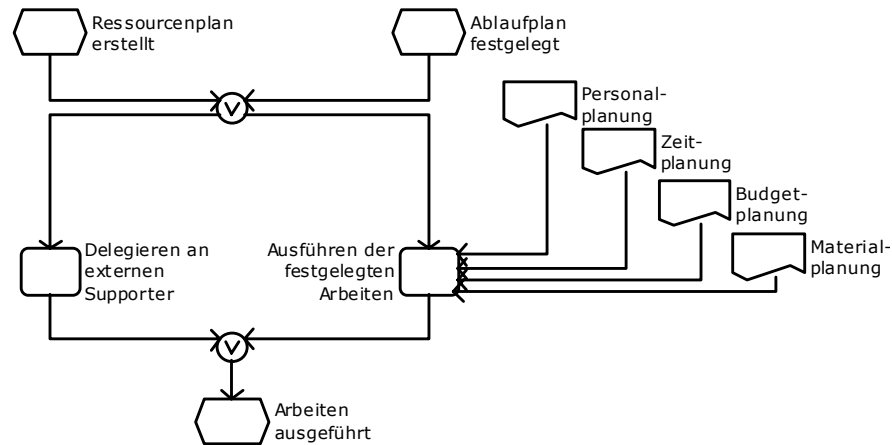 Ressourcenplan
erstellt
Ablaufplan
festgelegt
Personal-
planung
Zeit-
planung
Budget-
planung
Material-
planung
V
Delegieren an
externen
Supporter
Ausführen der
festgelegten
Arbeiten
V
Arbeiten
ausgeführt